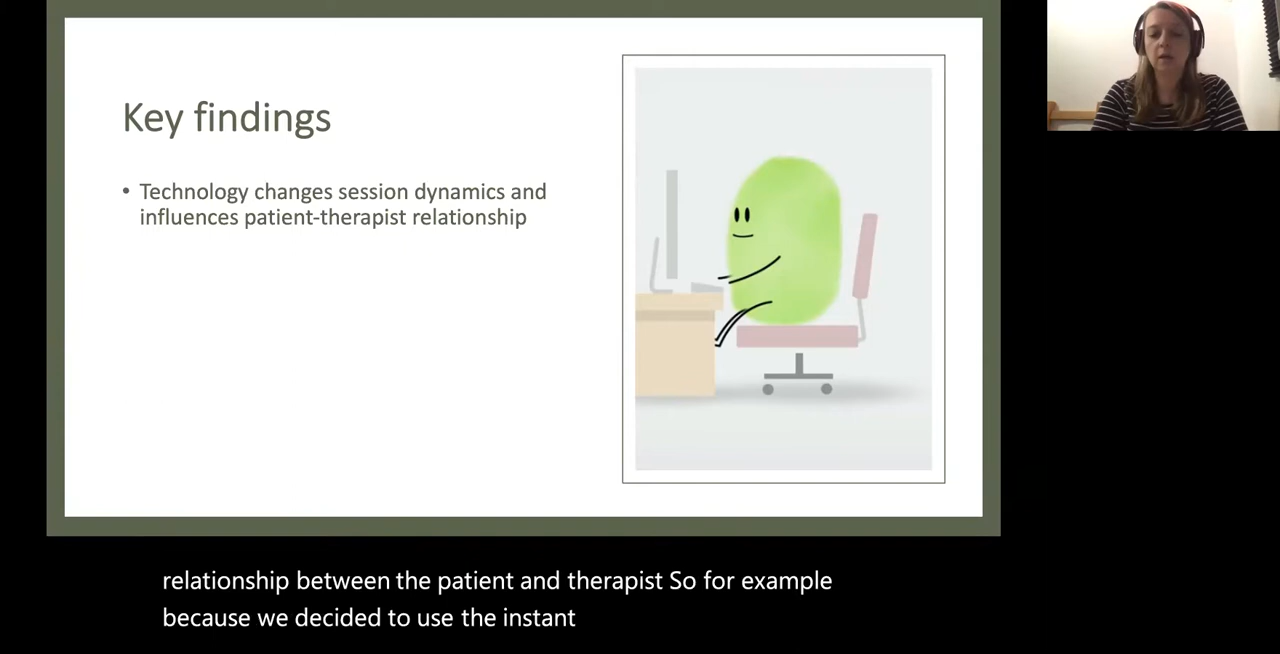 Key findings
• Technology changes session dynamics and
influences patient-therapist relationship
relationship between the patient and therapist So for example
because we decided to use the instant